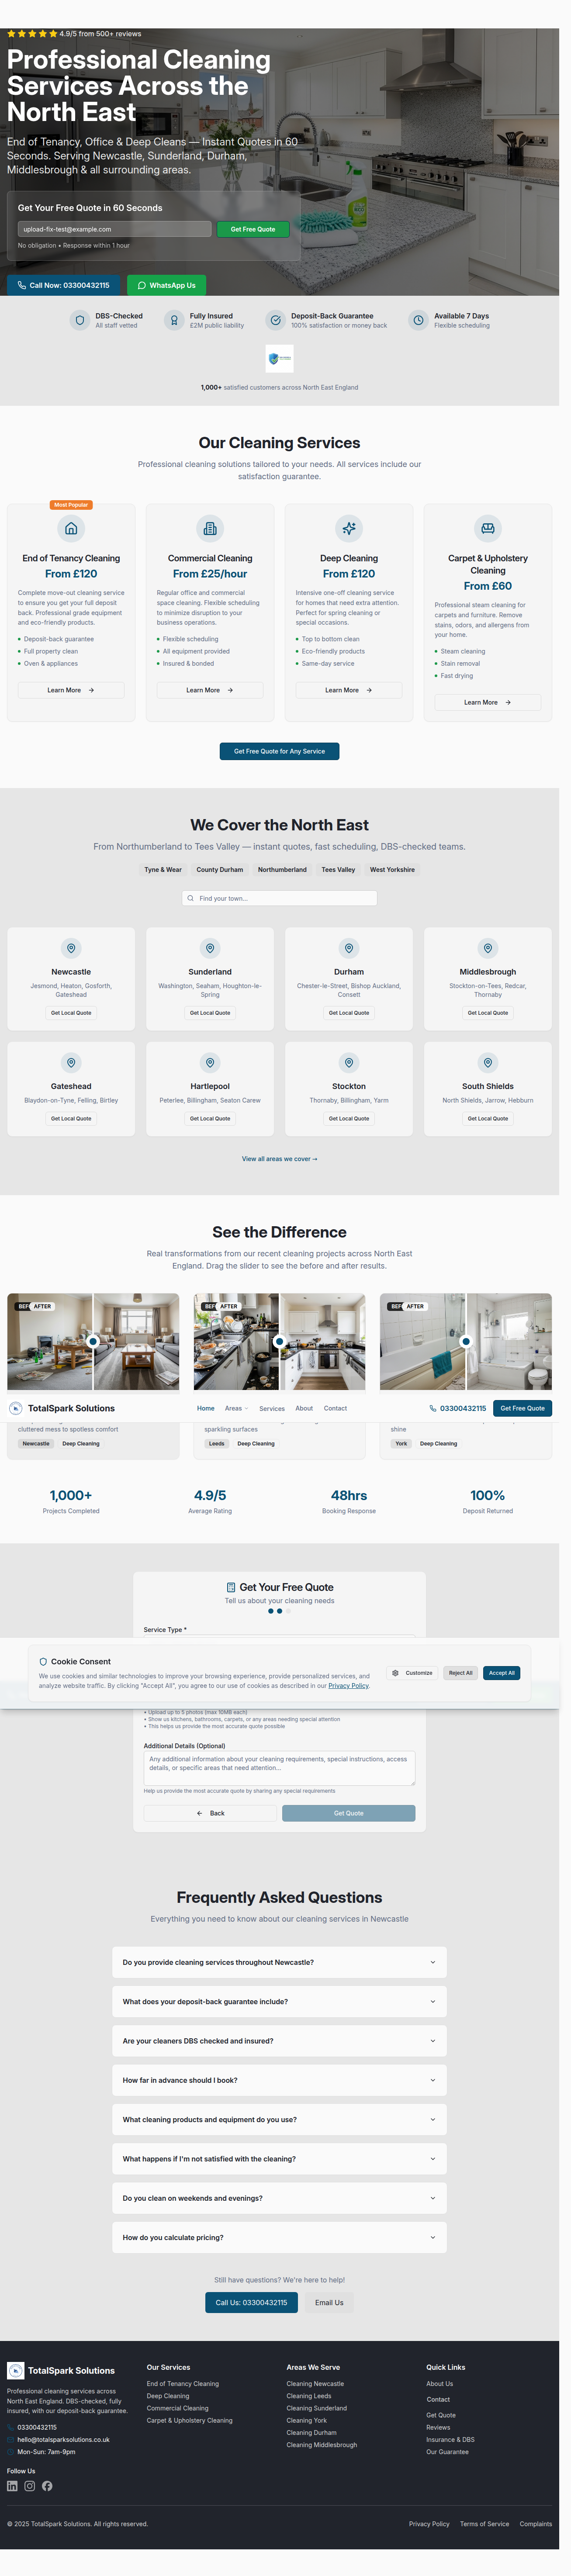 4.9/5 from 500+ reviews
Professional Cleaning
Services Across the
North East
End of Tenancy, Office & Deep Cleans — Instant Quotes in 60
Seconds. Serving Newcastle, Sunderland, Durham,
Middlesbrough & all surrounding areas.
Get Your Free Quote in 60 Seconds
upload-fix-test@example.com
Get Free Quote
No obligation • Response within 1 hour
Call Now: 03300432115
WhatsApp Us
DBS-Checked
All staff vetted
Fully Insured
£2M public liability
Deposit-Back Guarantee
100% satisfaction or money back
Available 7 Days
Flexible scheduling
1,000+ satisfied customers across North East England
Our Cleaning Services
Professional cleaning solutions tailored to your needs. All services include our
satisfaction guarantee.
Most Popular
End of Tenancy Cleaning
From £120
Complete move-out cleaning service
to ensure you get your full deposit
back. Professional grade equipment
and eco-friendly products.
Deposit-back guarantee
Full property clean
Oven & appliances
Learn More
Commercial Cleaning
From £25/hour
Regular office and commercial
space cleaning. Flexible scheduling
to minimize disruption to your
business operations.
Flexible scheduling
All equipment provided
Insured & bonded
Learn More
Deep Cleaning
From £120
Intensive one-off cleaning service
for homes that need extra attention.
Perfect for spring cleaning or
special occasions.
Top to bottom clean
Eco-friendly products
Same-day service
Learn More
Carpet & Upholstery
Cleaning
From £60
Professional steam cleaning for
carpets and furniture. Remove
stains, odors, and allergens from
your home.
Steam cleaning
Stain removal
Fast drying
Learn More
Get Free Quote for Any Service
We Cover the North East
From Northumberland to Tees Valley — instant quotes, fast scheduling, DBS-checked teams.
Tyne & Wear
County Durham
Northumberland
Tees Valley
West Yorkshire
Find your town...
Newcastle
Jesmond, Heaton, Gosforth,
Gateshead
Get Local Quote
Sunderland
Washington, Seaham, Houghton-le-
Spring
Get Local Quote
Durham
Chester-le-Street, Bishop Auckland,
Consett
Get Local Quote
Middlesbrough
Stockton-on-Tees, Redcar,
Thornaby
Get Local Quote
Gateshead
Blaydon-on-Tyne, Felling, Birtley
Get Local Quote
Hartlepool
Peterlee, Billingham, Seaton Carew
Get Local Quote
Stockton
Thornaby, Billingham, Yarm
Get Local Quote
South Shields
North Shields, Jarrow, Hebburn
Get Local Quote
View all areas we cover →
See the Difference
Real transformations from our recent cleaning projects across North East
England. Drag the slider to see the before and after results.
AFTER
AFTER
AFTER
TotalSpark Solutions
Home
Areas
Services
About
Contact
03300432115
Get Free Quote
cluttered mess to spotless comfort
Newcastle
Deep Cleaning
sparkling surfaces
Leeds
Deep Cleaning
shine
York
Deep Cleaning
1,000+
Projects Completed
4.9/5
Average Rating
48hrs
Booking Response
100%
Deposit Returned
Get Your Free Quote
Tell us about your cleaning needs
Service Type *
Cookie Consent
We use cookies and similar technologies to improve your browsing experience, provide personalized services, and
analyze website traffic. By clicking "Accept All", you agree to our use of cookies as described in our Privacy Policy.
Customize
Reject All
Accept All
• Upload up to 5 photos (max 10MB each)
• Show us kitchens, bathrooms, carpets, or any areas needing special attention
• This helps us provide the most accurate quote possible
Additional Details (Optional)
Any additional information about your cleaning requirements, special instructions, access
details, or specific areas that need attention...
Help us provide the most accurate quote by sharing any special requirements
Back
Get Quote
Frequently Asked Questions
Everything you need to know about our cleaning services in Newcastle
Do you provide cleaning services throughout Newcastle?
What does your deposit-back guarantee include?
Are your cleaners DBS checked and insured?
How far in advance should I book?
What cleaning products and equipment do you use?
What happens if I'm not satisfied with the cleaning?
Do you clean on weekends and evenings?
How do you calculate pricing?
Still have questions? We're here to help!
Call Us: 03300432115
Email Us
TotalSpark Solutions
Professional cleaning services across
North East England. DBS-checked, fully
insured, with our deposit-back guarantee.
03300432115
hello@totalsparksolutions.co.uk
Mon-Sun: 7am-9pm
Follow Us
Our Services
End of Tenancy Cleaning
Deep Cleaning
Commercial Cleaning
Carpet & Upholstery Cleaning
Areas We Serve
Cleaning Newcastle
Cleaning Leeds
Cleaning Sunderland
Cleaning York
Cleaning Durham
Cleaning Middlesbrough
Quick Links
About Us
Contact
Get Quote
Reviews
Insurance & DBS
Our Guarantee
© 2025 TotalSpark Solutions. All rights reserved.
Privacy Policy
Terms of Service
Complaints